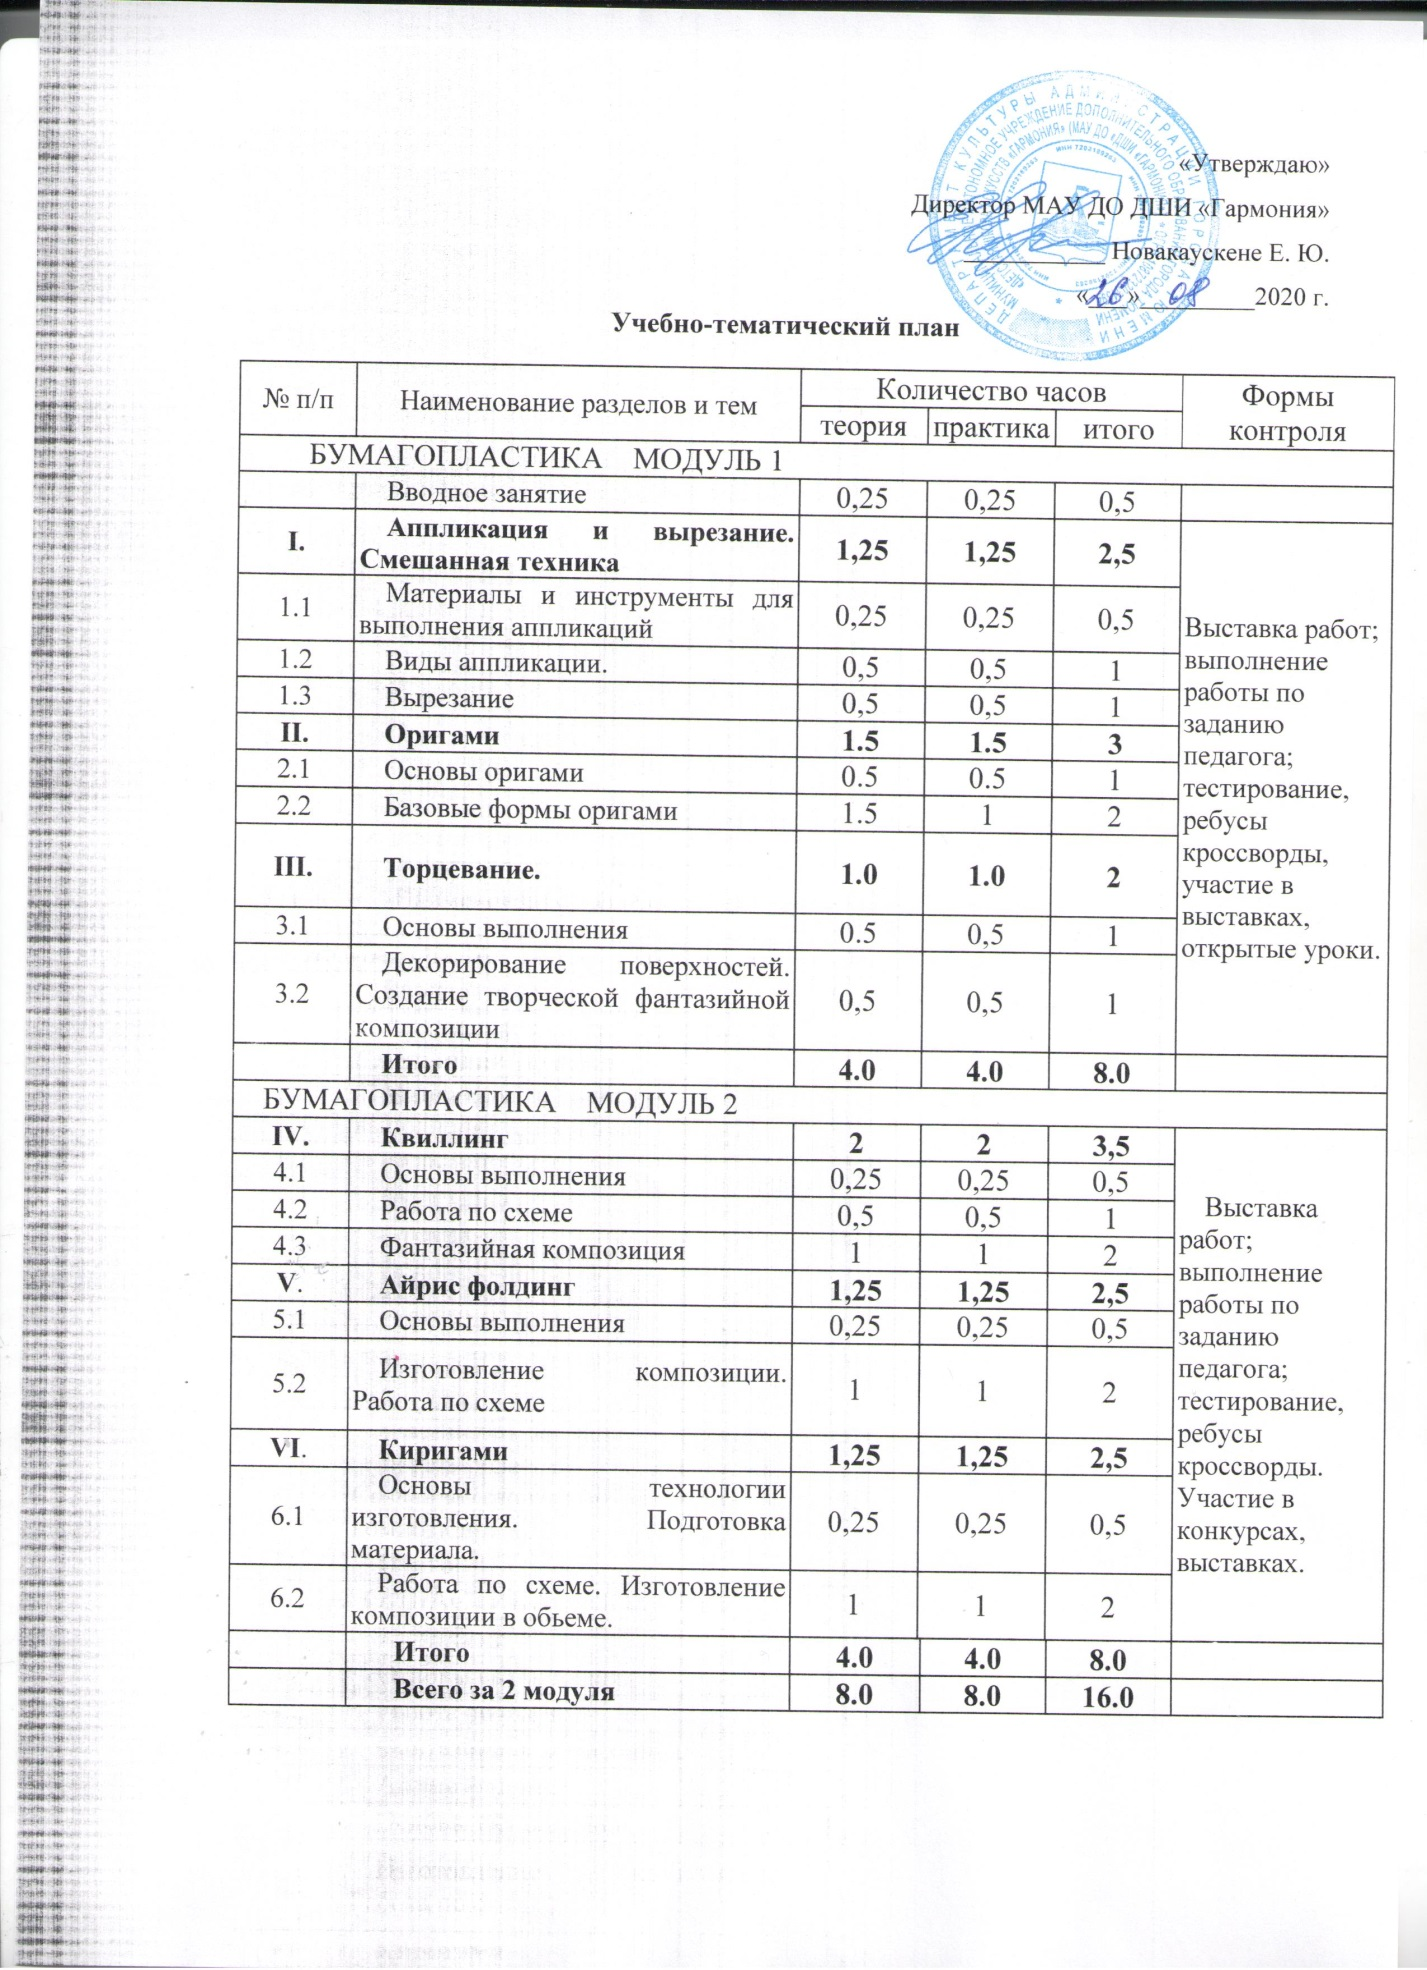 «Утверждаю»
Директор МАУ ДО ДШИ «Гармония»
___________ Новакаускене Е. Ю.
«26» 08 2020 г.
Учебно-тематический план
№ п/п Наименование разделов и тем Количество часов Формы контроля
теория практика итого
БУМАГОПЛАСТИКА МОДУЛЬ 1
Вводное занятие 0,25 0,25 0,5
I. Аппликация и вырезание. Смешанная техника 1,25 1,25 2,5
1.1 Материалы и инструменты для выполнения аппликаций 0,25 0,25 0,5
1.2 Виды аппликации. 0,5 0,5 1
1.3 Вырезание 0,5 0,5 1
II. Оригами 1.5 1.5 3
2.1 Основы оригами 0.5 0.5 1
2.2 Базовые формы оригами 1.5 1 2
III. Торцевание. 1.0 1.0 2
3.1 Основы выполнения 0.5 0,5 1
3.2 Декорирование поверхностей. Создание творческой фантазийной композиции 0,5 0,5 1
Выставка работ;
выполнение
работы по
заданию
педагога;
тестирование,
ребусы
кроссворды,
участие в
выставках,
открытые уроки.
Итого 4.0 4.0 8.0
БУМАГОПЛАСТИКА МОДУЛЬ 2
IV. Квиллинг 2 2 3,5
4.1 Основы выполнения 0,25 0,25 0,5
4.2 Работа по схеме 0,5 0,5 1
4.3 Фантазийная композиция 1 1 2
V. Айрис фолдинг 1,25 1,25 2,5
5.1 Основы выполнения 0,25 0,25 0,5
5.2 Изготовление композиции. Работа по схеме 1 1 2
VI. Киригами 1,25 1,25 2,5
6.1 Основы технологии изготовления. Подготовка материала. 0,25 0,25 0,5
6.2 Работа по схеме. Изготовление композиции в обьеме. 1 1 2
Выставка
работ;
выполнение
работы по
заданию
педагога;
тестирование,
ребусы
кроссворды.
Участие в
конкурсах,
выставках.
Итого 4.0 4.0 8.0
Всего за 2 модуля 8.0 8.0 16.0